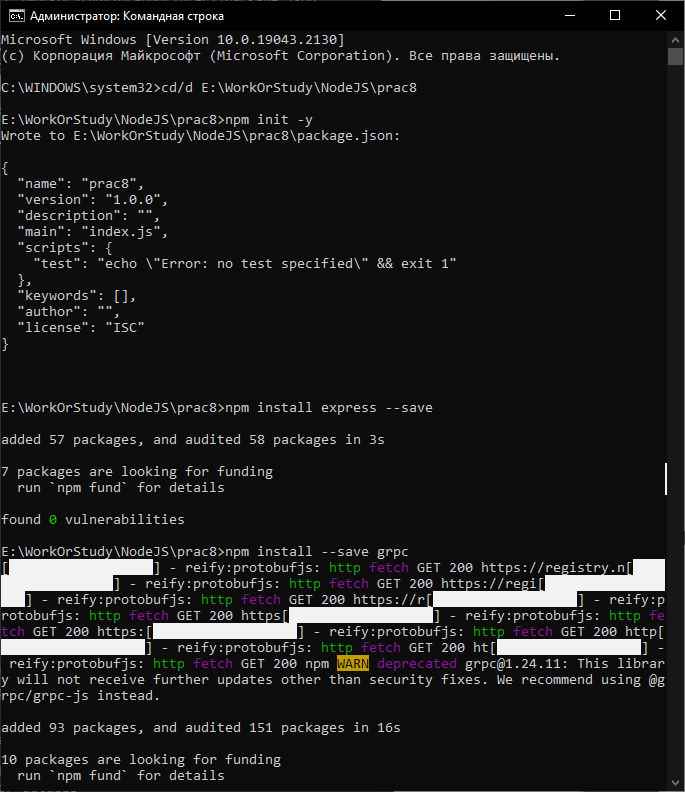 Администратор: Командная строка
Microsoft Windows [Version 10.0.19043.2130]
(c) Корпорация Майкрософт (Microsoft Corporation). Все права защищены.
C:\WINDOWS\system32>cd/d E:\WorkOrStudy\NodeJS\prac8
E:\WorkOrStudy\NodeJS\prac8>npm init -y
Wrote to E:\WorkOrStudy\NodeJS\prac8\package.json:
{
  "name": "prac8",
  "version": "1.0.0",
  "description": "",
  "main": "index.js",
  "scripts": {
    "test": "echo \"Error: no test specified\" && exit 1"
  },
  "keywords": [],
  "author": "",
  "license": "ISC"
}
E:\WorkOrStudy\NodeJS\prac8>npm install express --save
added 57 packages, and audited 58 packages in 3s
7 packages are looking for funding
  run `npm fund` for details
found 0 vulnerabilities
E:\WorkOrStudy\NodeJS\prac8>npm install --save grpc
[                  ] - reify:protobufjs: http fetch GET 200 https://registry.n[
              ] - reify:protobufjs: http fetch GET 200 https://regi[
   ] - reify:protobufjs: http fetch GET 200 https://r[                  ] - reify:p
rotobufjs: http fetch GET 200 https[                  ] - reify:protobufjs: http fe
tch GET 200 https:[                  ] - reify:protobufjs: http fetch GET 200 http[
                  ] - reify:protobufjs: http fetch GET 200 ht[                  ] -
 reify:protobufjs: http fetch GET 200 npm WARN deprecated grpc@1.24.11: This librar
y will not receive further updates other than security fixes. We recommend using @g
rpc/grpc-js instead.
added 93 packages, and audited 151 packages in 16s
10 packages are looking for funding
  run `npm fund` for details